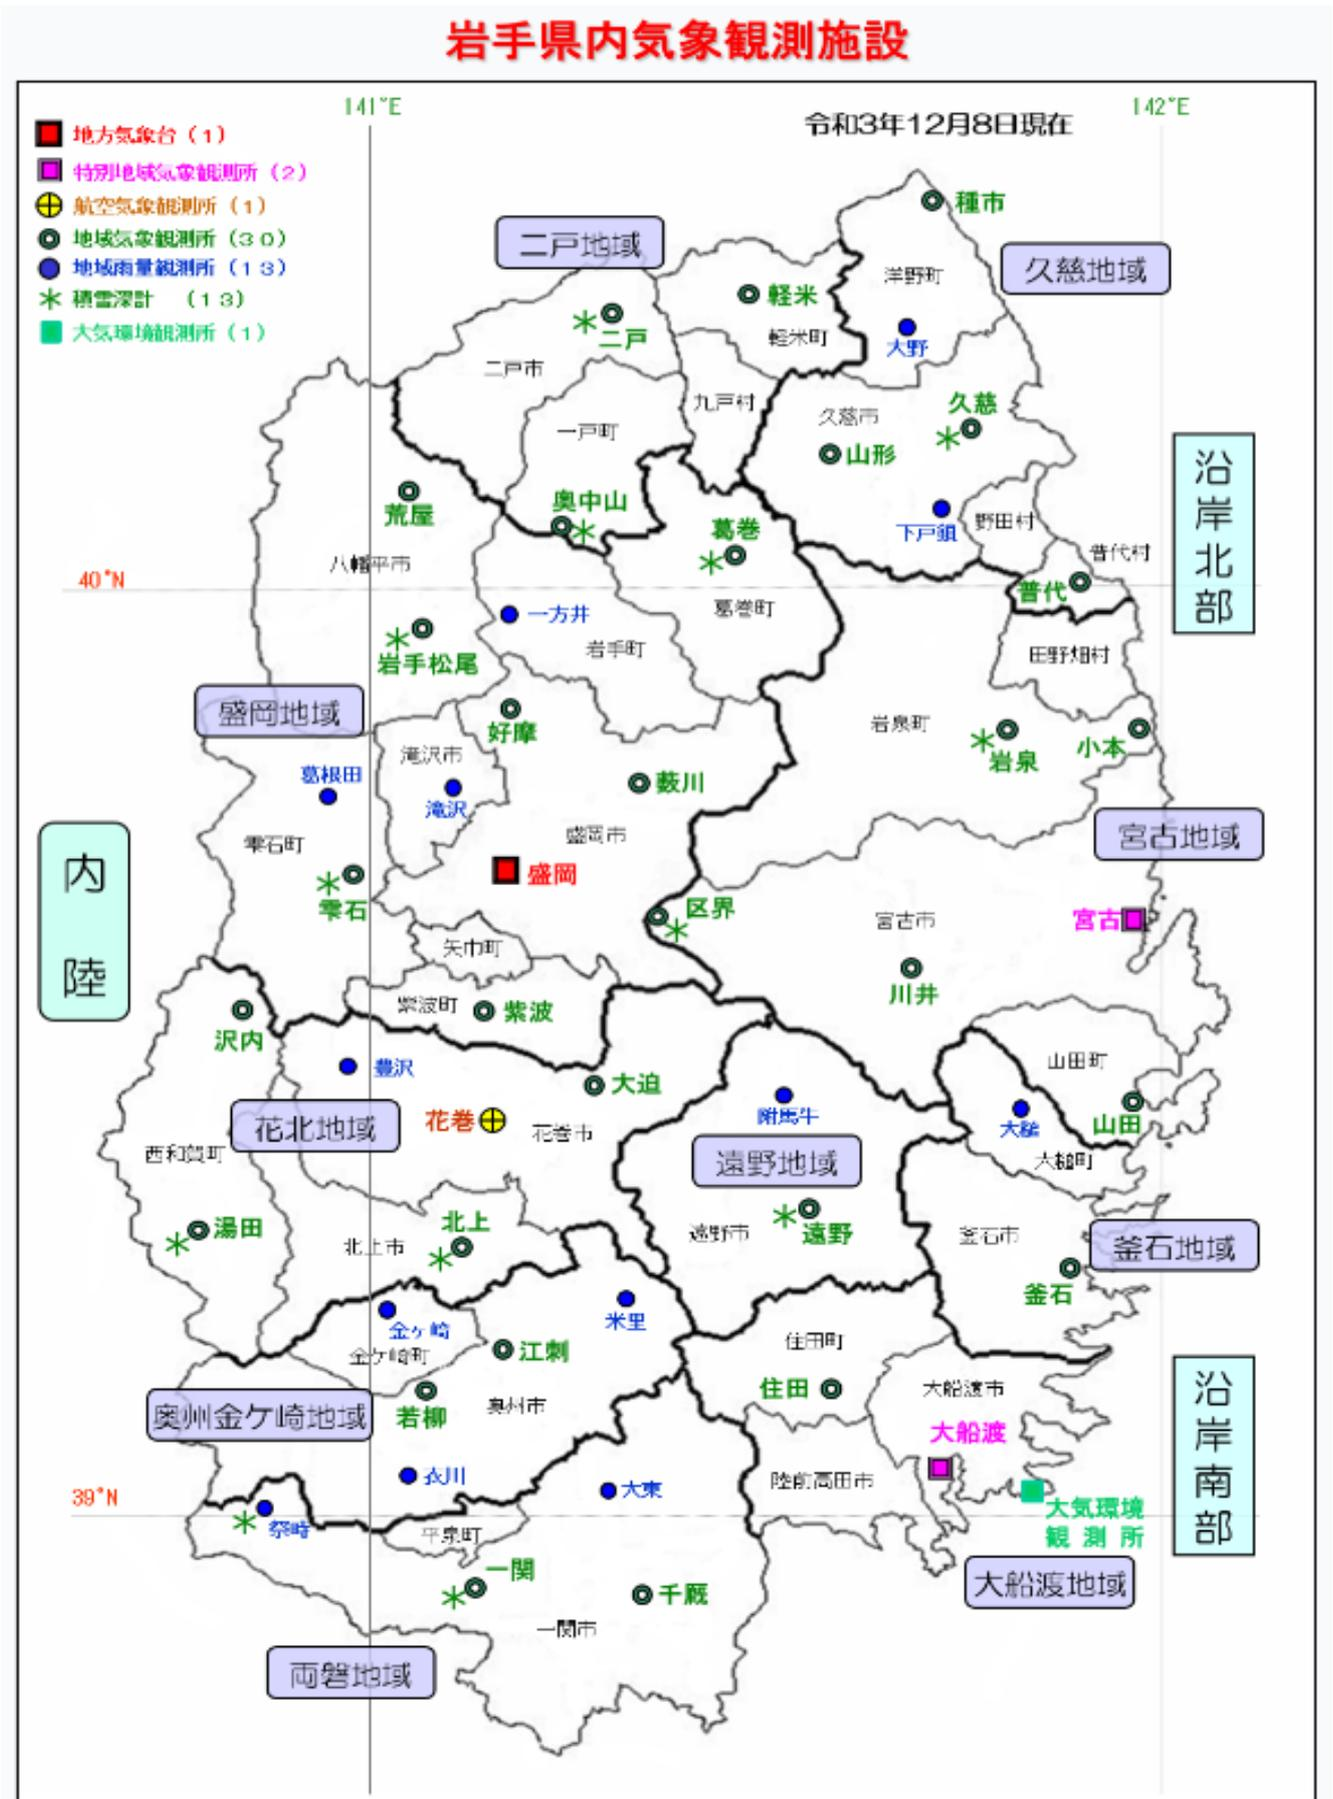 岩手県内気象観測施設
141°E
142°E
令和3年12月8日現在
地方気象台(1)
特別地域気象観測所(2)
航空気象観測所(1)
地域気象観測所(30)
地域雨量観測所(13)
積雪深計 (13)
大気環境観測所(1)
種市
二戸地域
久慈地域
洋野町
軽米
二戸
軽米町
大野
二戸市
九戸村
久慈市
久慈
一戸町
山形
沿岸北部
荒屋
奥中山
葛巻
下戸鎖
野田村
八幡平市
普代村
40°N
普代
一方井
葛巻町
岩手町
岩手松尾
田野畑村
盛岡地域
好摩
岩泉町
岩泉
小本
滝沢市
葛根田
滝沢
薮川
雫石町
盛岡市
宮古地域
内陸
盛岡
雫石
区界
宮古市
宮古
矢巾町
川井
紫波町
紫波
沢内
豊沢
大迫
山田町
花北地域
花巻
花巻市
附馬牛
大槌
山田
西和賀町
遠野地域
大槌町
湯田
北上
北上市
遠野市
遠野
釜石市
釜石地域
釜石
金ヶ崎
米里
金ケ崎町
江刺
住田町
奥州金ケ崎地域
若柳
奥州市
住田
大船渡市
沿岸南部
大船渡
衣川
大東
陸前高田市
39°N
祭畤
平泉町
大気環境
観測所
一関
千厩
大船渡地域
一関市
両磐地域